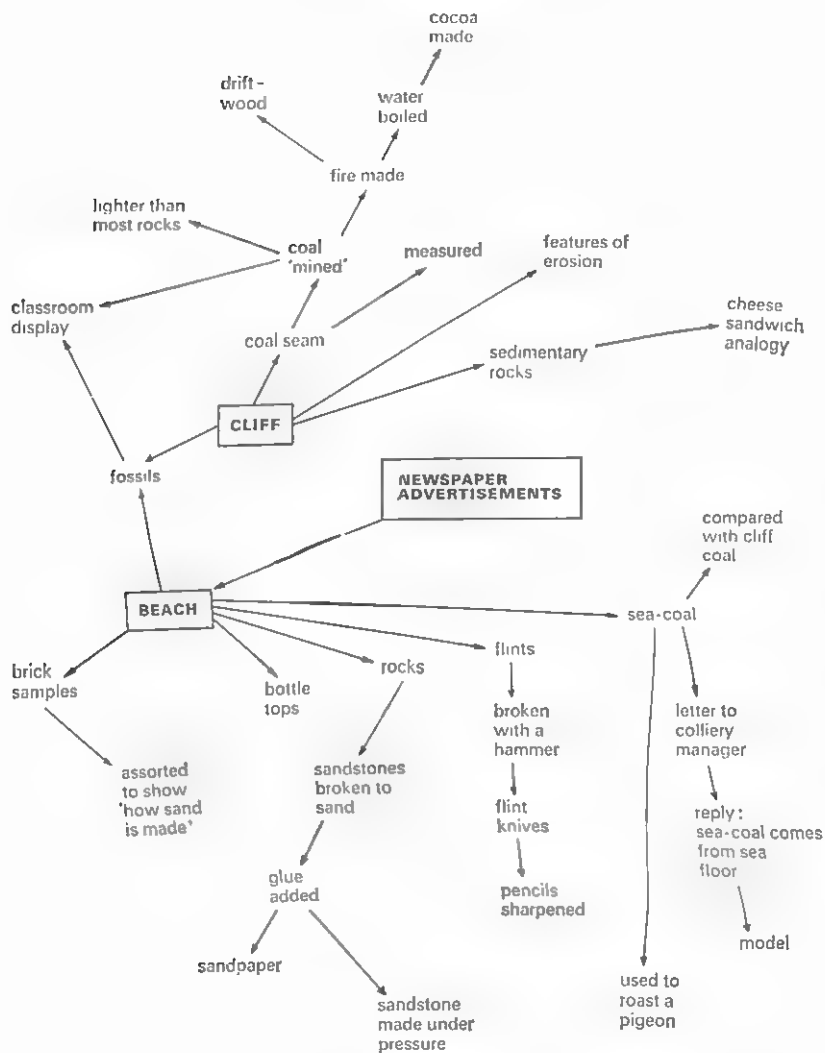 cocoa
made
drift-
wood
water
boiled
fire made
lighter than
most rocks
coal
'mined'
measured
features of
erosion
classroom
display
coal seam
cheese
sandwich
analogy
sedimentary
rocks
CLIFF
fossils
NEWSPAPER
ADVERTISEMENTS
compared
with cliff
coal
BEACH
sea-coal
brick
samples
bottle
tops
rocks
flints
assorted
to show
'how sand
is made'
sandstones
broken to
sand
broken
with a
hammer
letter to
colliery
manager
flint
knives
reply:
sea-coal comes
from sea
floor
glue
added
pencils
sharpened
model
sandpaper
sandstone
made under
pressure
used to
roast a
pigeon